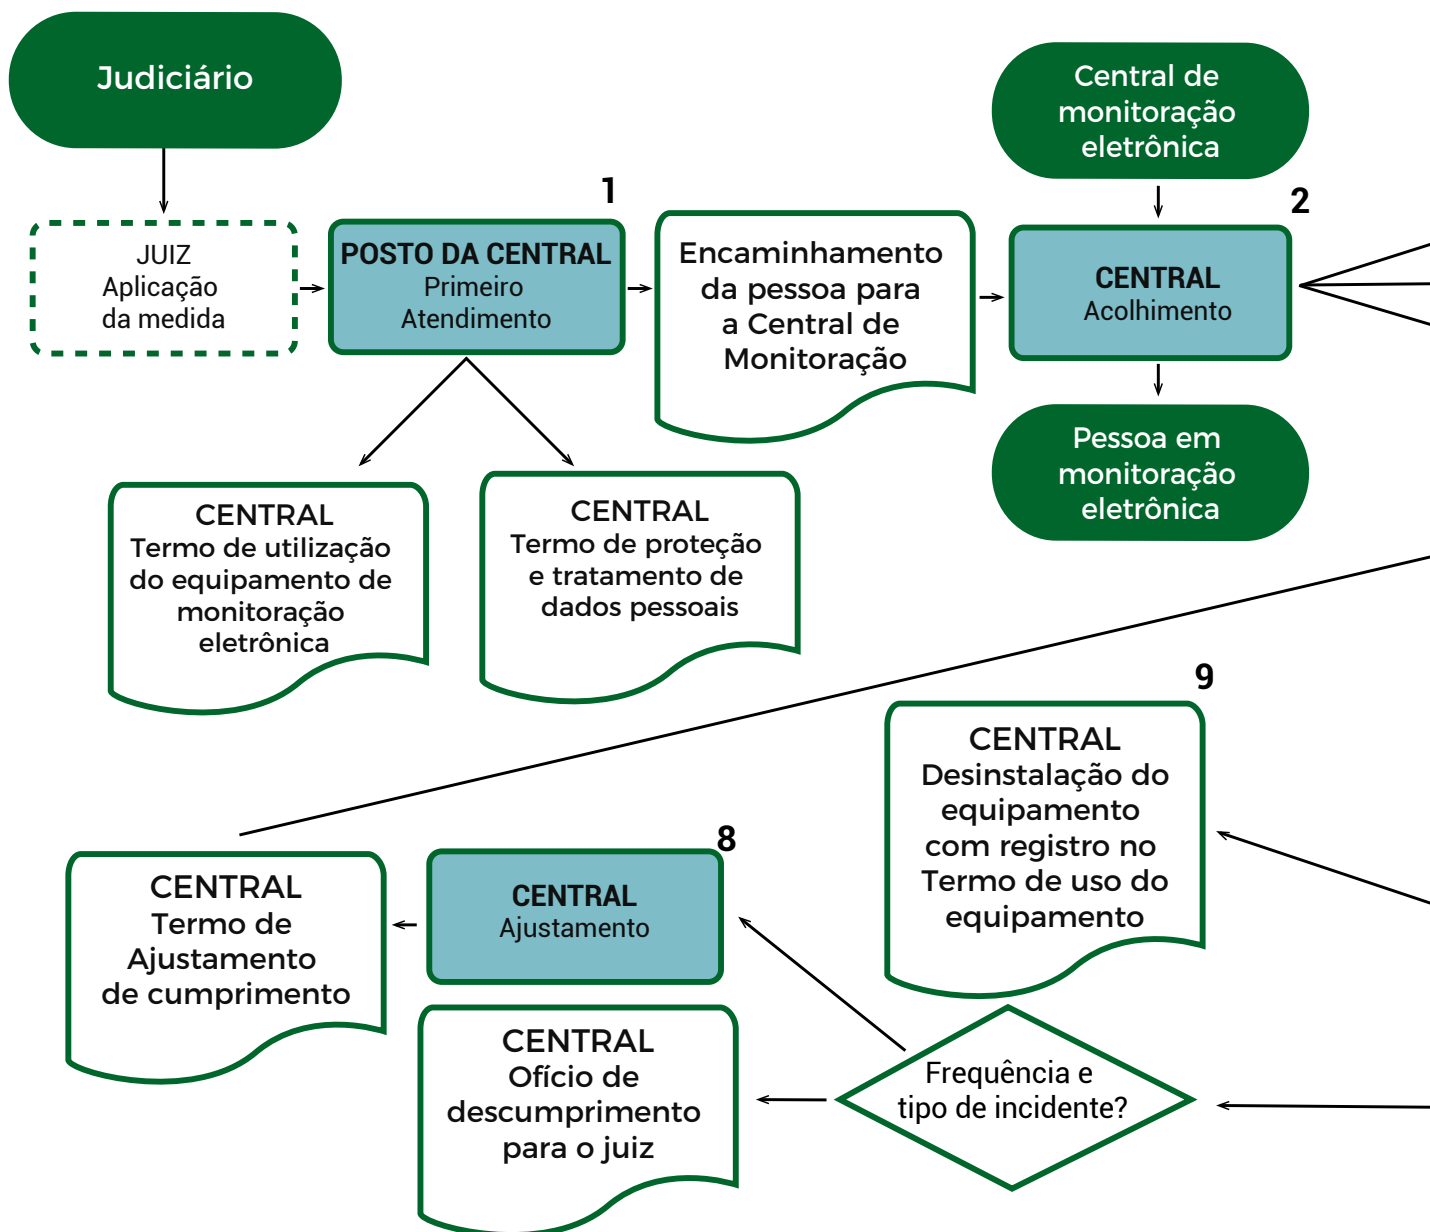 Judiciário
JUIZ
Aplicação
da medida
1
POSTO DA CENTRAL
Primeiro
Atendimento
Encaminhamento
da pessoa para
a Central de
Monitoração
Central de
monitoração
eletrônica
2
CENTRAL
Acolhimento
Pessoa em
monitoração
eletrônica
CENTRAL
Termo de utilização
do equipamento de
monitoração
eletrônica
CENTRAL
Termo de proteção
e tratamento de
dados pessoais
9
CENTRAL
Desinstalação do
equipamento
com registro no
Termo de uso do
equipamento
8
CENTRAL
Ajustamento
CENTRAL
Termo de
Ajustamento
de cumprimento
CENTRAL
Ofício de
descumprimento
para o juiz
Frequência e
tipo de incidente?